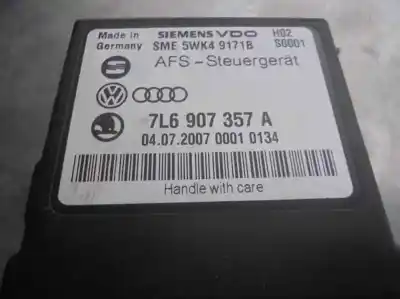 Made in SIEMENS VDO H02
Germany SME 5WK4 9171B S6001
AFS-Steuergerät
7L6 907 357 A
04.07.2007 0001 0134
Handle with care